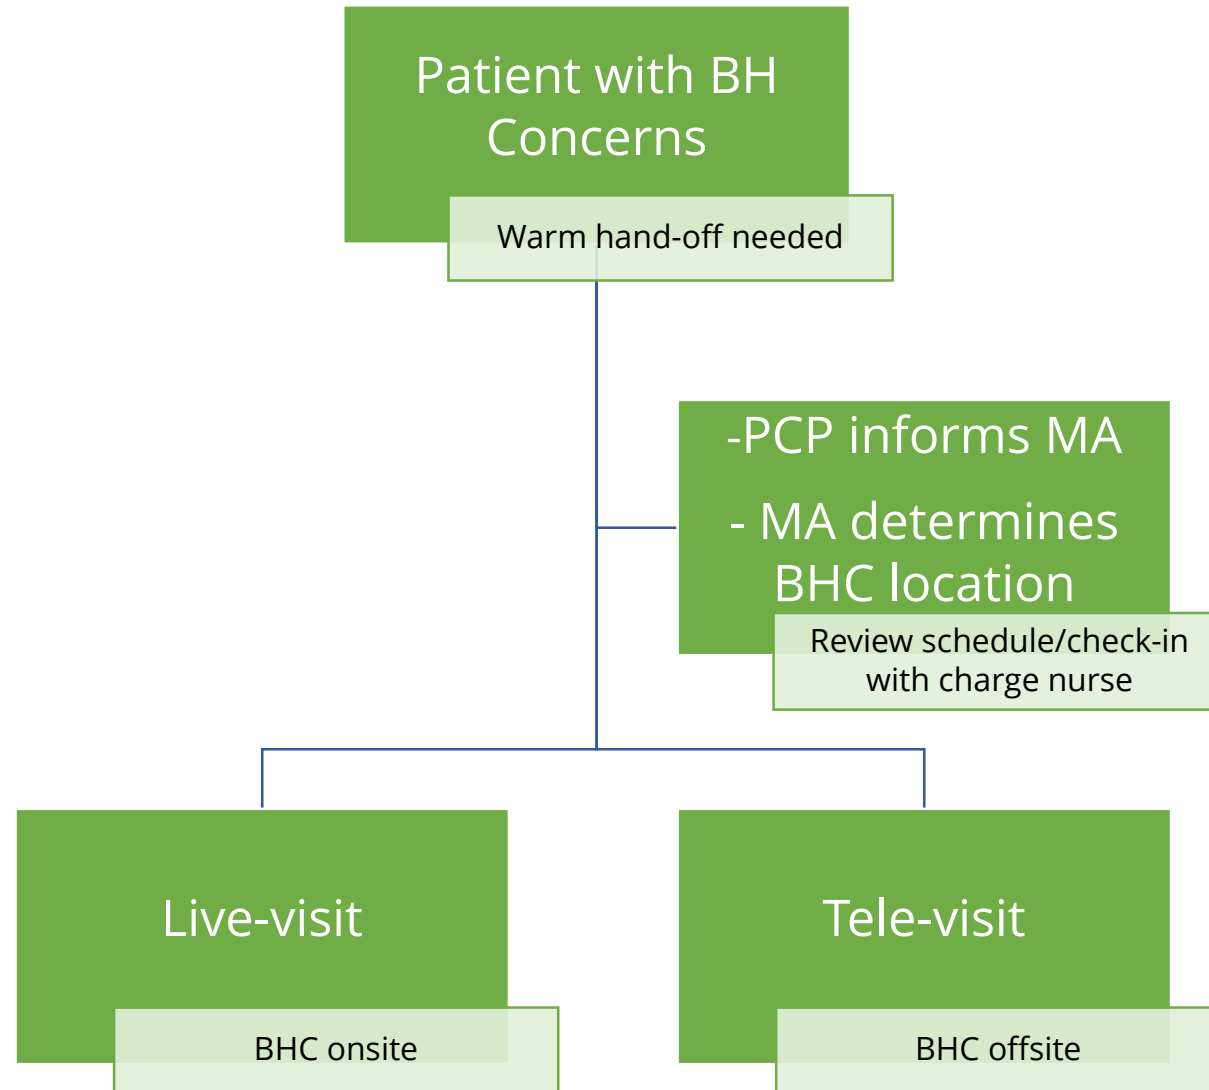 Patient with BH
Concerns
Warm hand-off needed
-PCP informs MA
- MA determines
BHC location
Review schedule/check-in
with charge nurse
Live-visit
BHC onsite
Tele-visit
BHC offsite